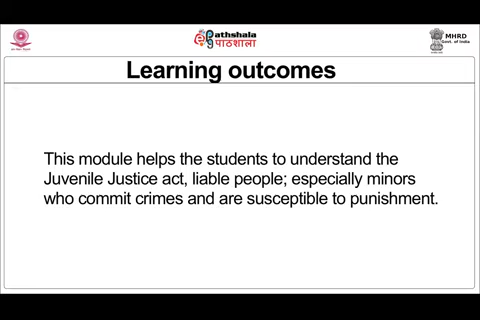 Pathshala
पाठशाला
MHRD
Govt. of India
Learning outcomes
This module helps the students to understand the
Juvenile Justice act, liable people; especially minors
who commit crimes and are susceptible to punishment.